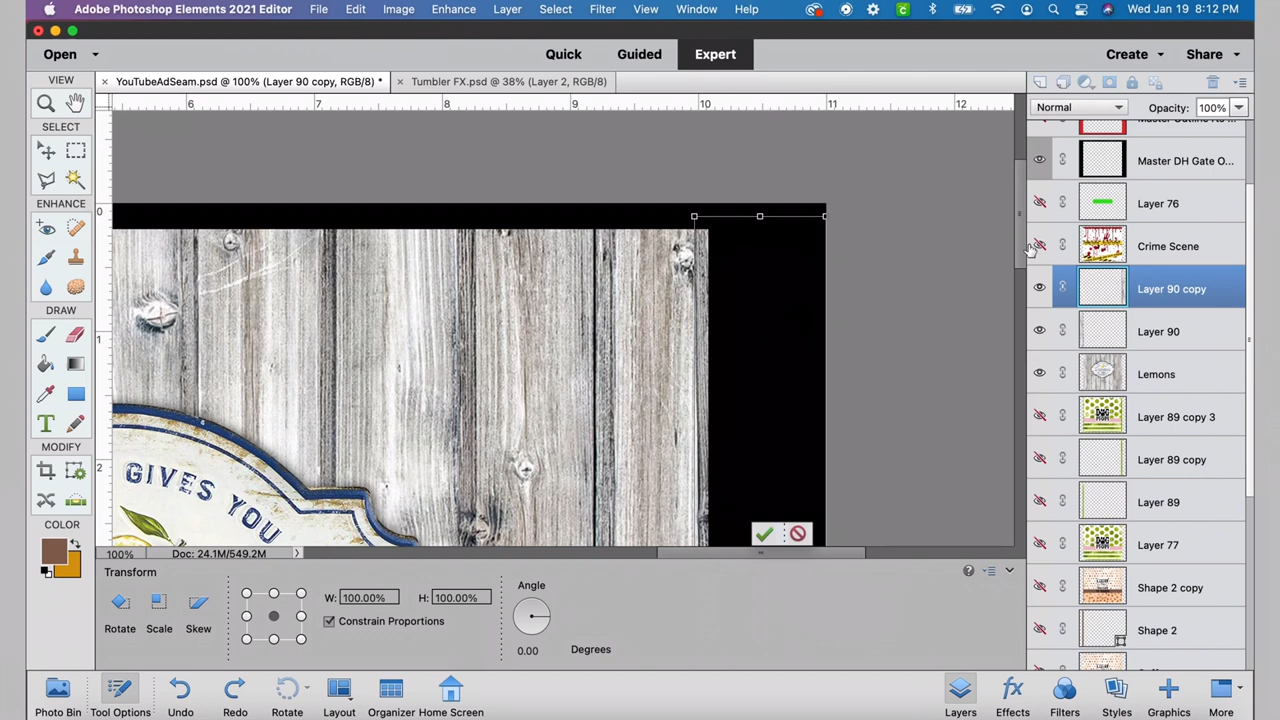 Adobe Photoshop Elements 2021 Editor File Edit Image Enhance Layer Select Filter View Window Help Wed Jan 19 8:12 PM
Open Quick Guided Expert Create Share
VIEW × YouTubeAdSeam.psd @ 100% (Layer 90 copy, RGB/8) * × Tumbler FX.psd @ 38% (Layer 2, RGB/8)
6 7 8 9 10 11 12
Normal Opacity: 100%
SELECT
Master DH Gate O...
ENHANCE
Layer 76
0
Crime Scene
Layer 90 copy
DRAW
1
Layer 90
Lemons
Layer 89 copy 3
MODIFY
2
Layer 89 copy
GIVES YOU
Layer 89
COLOR
Layer 77
100% Doc: 24.1M/549.2M
Transform
Angle
Shape 2 copy
W: 100.00% H: 100.00%
Constrain Proportions
Rotate Scale Skew
Shape 2
0.00 Degrees
Photo Bin Tool Options Undo Redo Rotate Layout Organizer Home Screen Layers Effects Filters Styles Graphics More